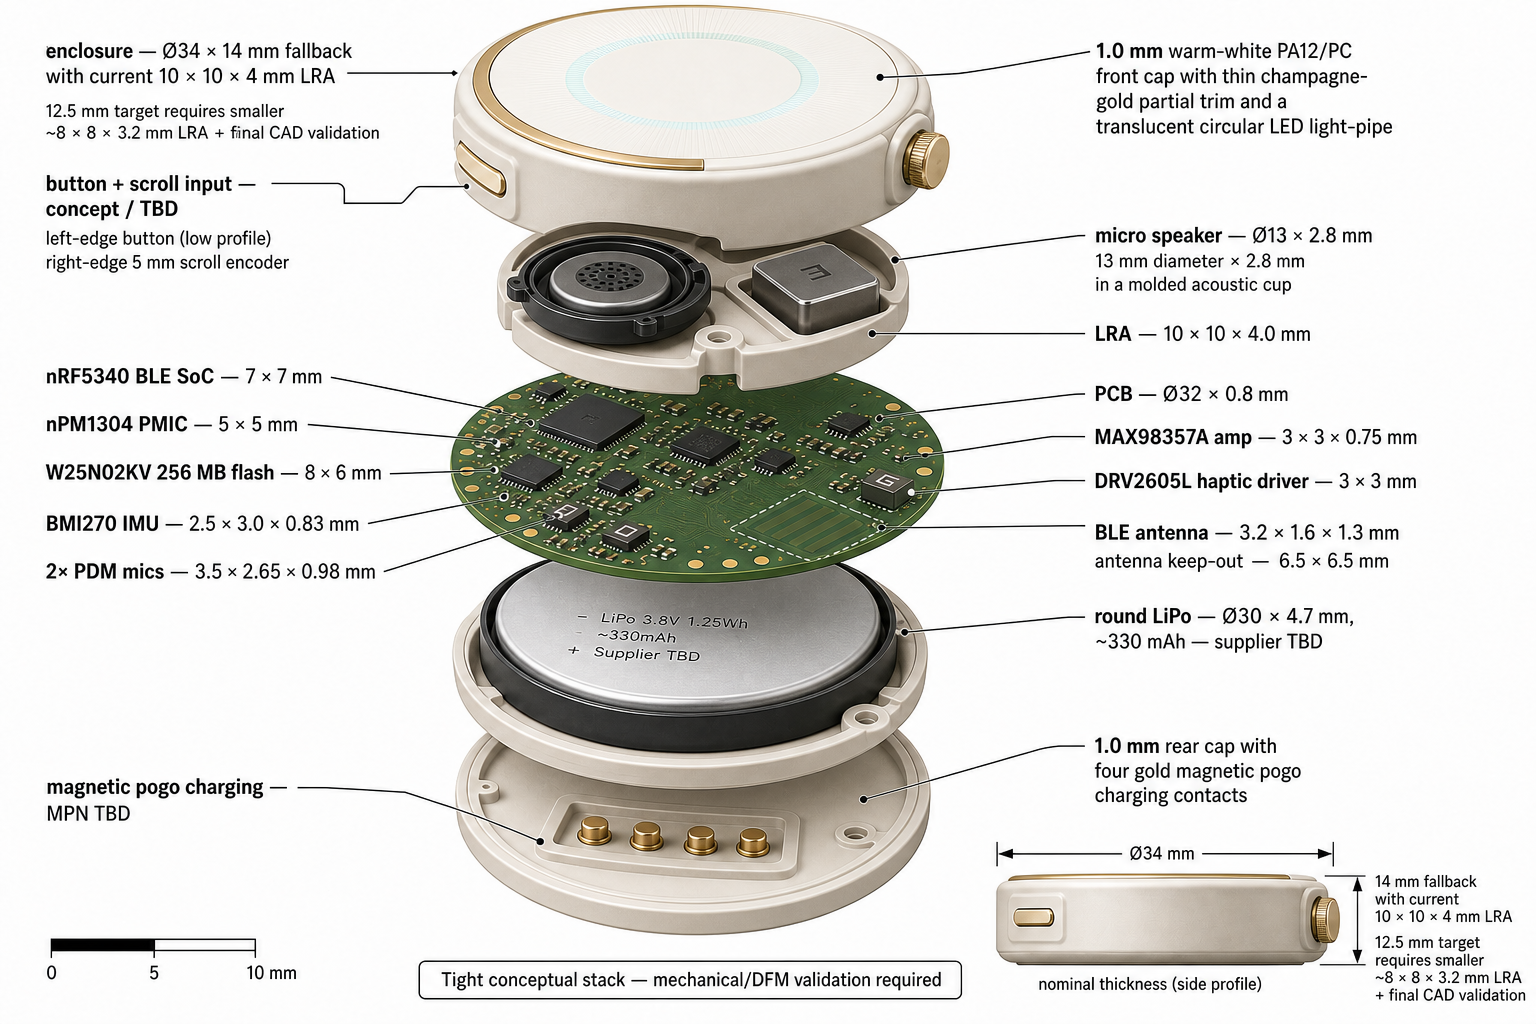 enclosure — Ø34 × 14 mm fallback
with current 10 × 10 × 4 mm LRA
12.5 mm target requires smaller
~8 × 8 × 3.2 mm LRA + final CAD validation
button + scroll input —
concept / TBD
left-edge button (low profile)
right-edge 5 mm scroll encoder
nRF5340 BLE SoC — 7 × 7 mm
nPM1304 PMIC — 5 × 5 mm
W25N02KV 256 MB flash — 8 × 6 mm
BMI270 IMU — 2.5 × 3.0 × 0.83 mm
2× PDM mics — 3.5 × 2.65 × 0.98 mm
magnetic pogo charging —
MPN TBD
1.0 mm warm-white PA12/PC
front cap with thin champagne-
gold partial trim and a
translucent circular LED light-pipe
micro speaker — Ø13 × 2.8 mm
13 mm diameter × 2.8 mm
in a molded acoustic cup
LRA — 10 × 10 × 4.0 mm
PCB — Ø32 × 0.8 mm
MAX98357A amp — 3 × 3 × 0.75 mm
DRV2605L haptic driver — 3 × 3 mm
BLE antenna — 3.2 × 1.6 × 1.3 mm
antenna keep-out — 6.5 × 6.5 mm
round LiPo — Ø30 × 4.7 mm,
~330 mAh — supplier TBD
1.0 mm rear cap with
four gold magnetic pogo
charging contacts
− LiPo 3.8V 1.25Wh
- ~330mAh
+ Supplier TBD
0 5 10 mm
Tight conceptual stack — mechanical/DFM validation required
Ø34 mm
nominal thickness (side profile)
14 mm fallback
with current
10 × 10 × 4 mm LRA
12.5 mm target
requires smaller
~8 × 8 × 3.2 mm LRA
+ final CAD validation